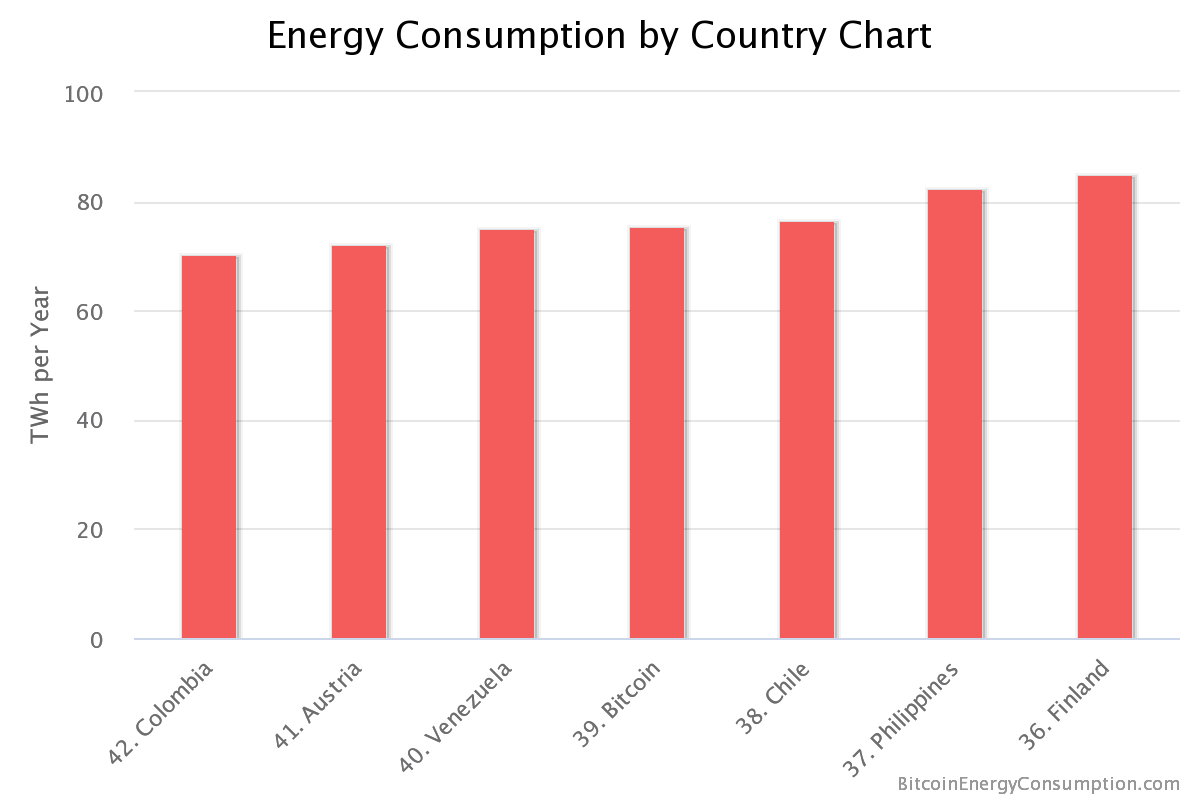 Energy Consumption by Country Chart
TWh per Year
100
80
60
40
20
0
42. Colombia
41. Austria
40. Venezuela
39. Bitcoin
38. Chile
37. Philippines
36. Finland
BitcoinEnergyConsumption.com